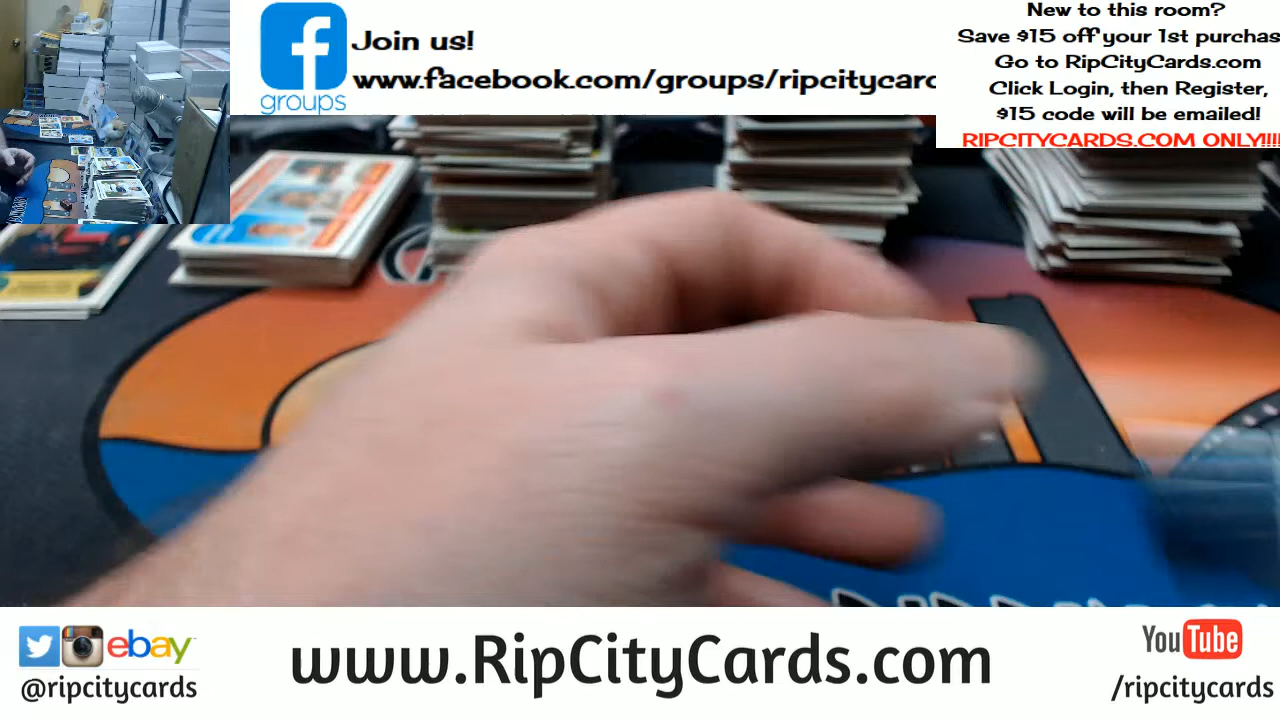 f
groups
Join us!
www.facebook.com/groups/ripcitycarc
New to this room?
Save $15 off your 1st purchas
Go to RipCityCards.com
Click Login, then Register,
$15 code will be emailed!
RIPCITYCARDS.COM ONLY!!!!
ebay
@ripcitycards
www.RipCityCards.com
YouTube
/ripcitycards